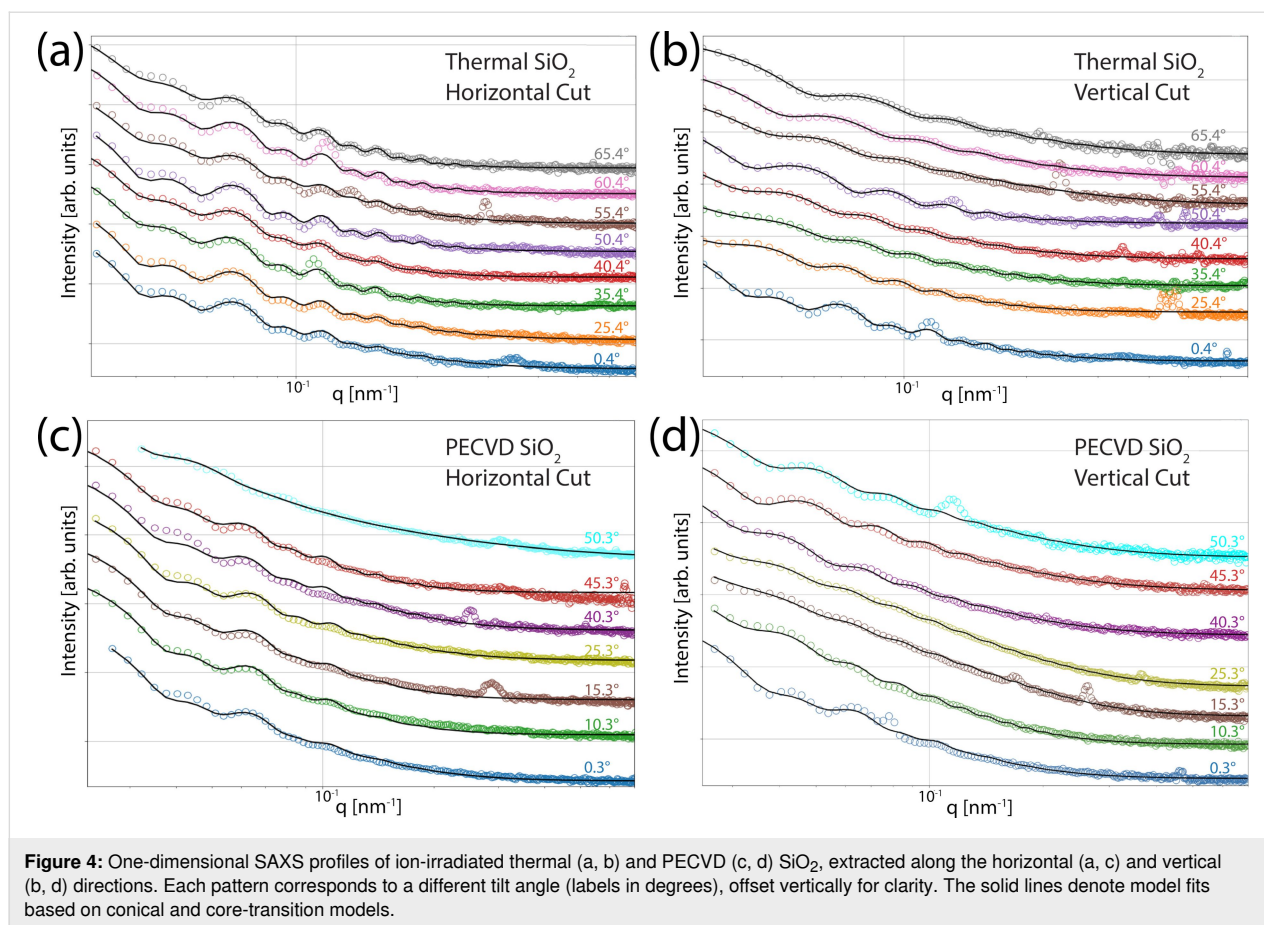 (a)
Thermal SiO2
Horizontal Cut
Intensity [arb. units]
65.4°
60.4°
55.4°
50.4°
40.4°
35.4°
25.4°
0.4°
10-1
q [nm-1]
(b)
Thermal SiO2
Vertical Cut
Intensity [arb. units]
65.4°
60.4°
55.4°
50.4°
40.4°
35.4°
25.4°
0.4°
10-1
q [nm-1]
(c)
PECVD SiO2
Horizontal Cut
Intensity [arb. units]
50.3°
45.3°
40.3°
25.3°
15.3°
10.3°
0.3°
10-1
q [nm-1]
(d)
PECVD SiO2
Vertical Cut
Intensity [arb. units]
50.3°
45.3°
40.3°
25.3°
15.3°
10.3°
0.3°
10-1
q [nm-1]
Figure 4: One-dimensional SAXS profiles of ion-irradiated thermal (a, b) and PECVD (c, d) SiO2, extracted along the horizontal (a, c) and vertical
(b, d) directions. Each pattern corresponds to a different tilt angle (labels in degrees), offset vertically for clarity. The solid lines denote model fits
based on conical and core-transition models.